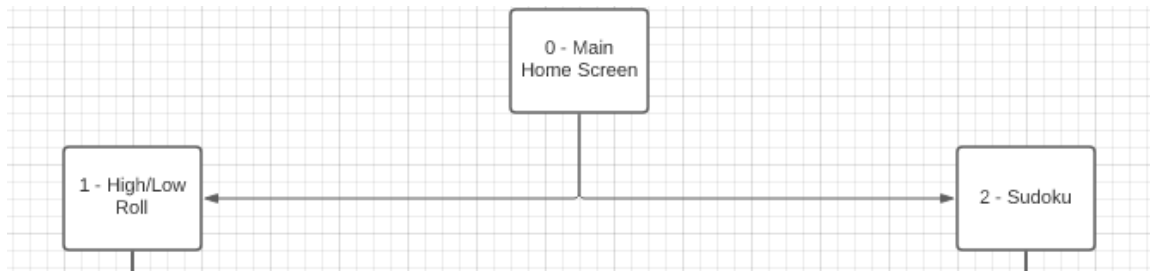 0 - Main
Home Screen
1 - High/Low
Roll
2 - Sudoku